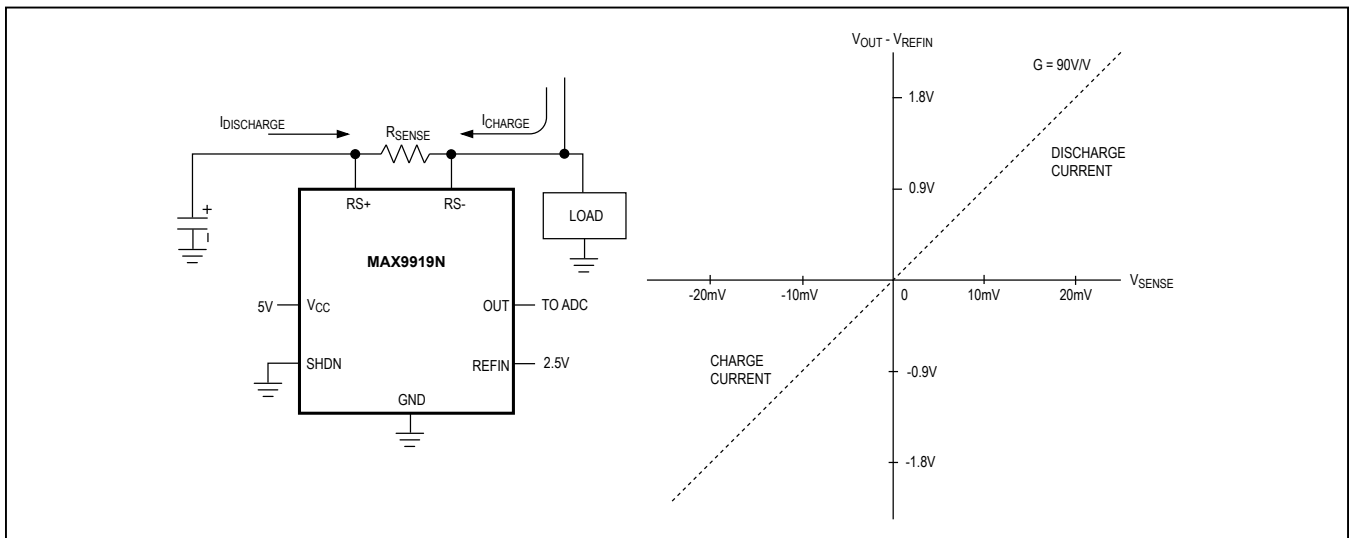 IDISCHARGE
RSENSE
ICHARGE
RS+
RS-
LOAD
+
–
MAX9919N
5V
VCC
OUT
TO ADC
SHDN
REFIN
2.5V
GND
VOUT - VREFIN
G = 90V/V
1.8V
DISCHARGE
CURRENT
0.9V
-20mV
-10mV
0
10mV
20mV
VSENSE
CHARGE
CURRENT
-0.9V
-1.8V